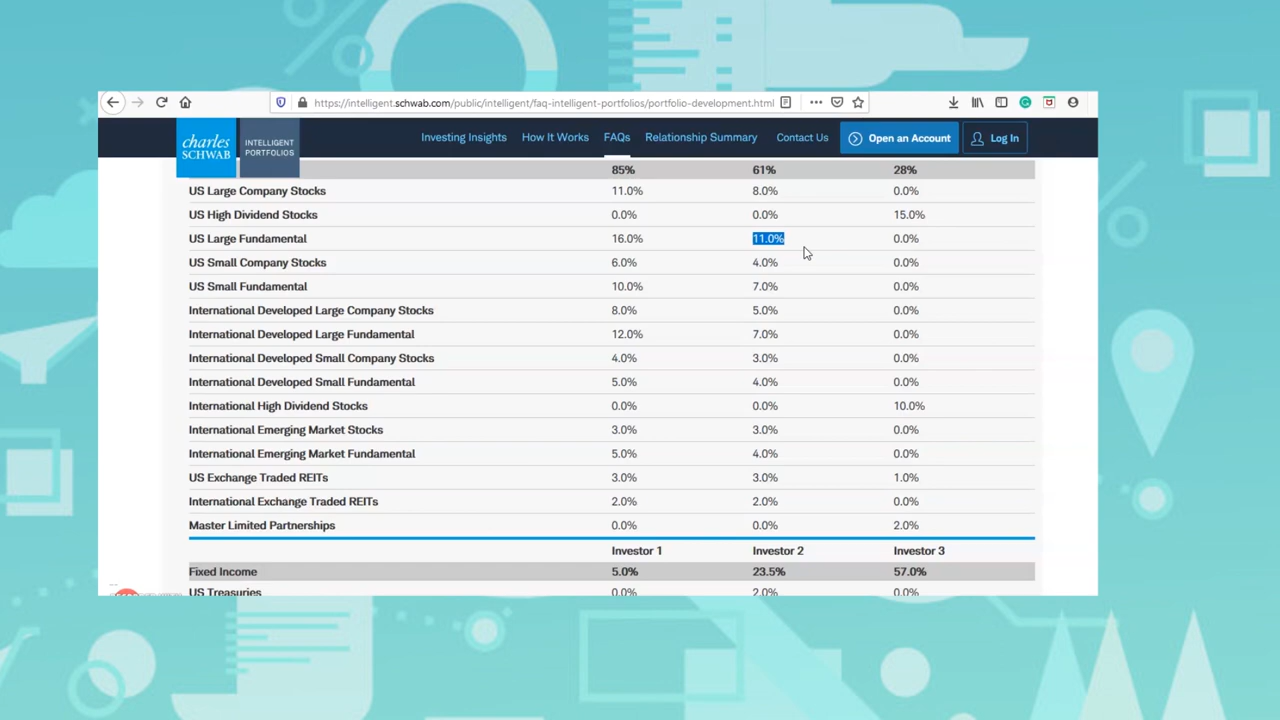 https://intelligent.schwab.com/public/intelligent/faq-intelligent-portfolios/portfolio-development.html
charles SCHWAB
INTELLIGENT PORTFOLIOS
Investing Insights How It Works FAQs Relationship Summary Contact Us Open an Account Log In
85% 61% 28%
US Large Company Stocks 11.0% 8.0% 0.0%
US High Dividend Stocks 0.0% 0.0% 15.0%
US Large Fundamental 16.0% 11.0% 0.0%
US Small Company Stocks 6.0% 4.0% 0.0%
US Small Fundamental 10.0% 7.0% 0.0%
International Developed Large Company Stocks 8.0% 5.0% 0.0%
International Developed Large Fundamental 12.0% 7.0% 0.0%
International Developed Small Company Stocks 4.0% 3.0% 0.0%
International Developed Small Fundamental 5.0% 4.0% 0.0%
International High Dividend Stocks 0.0% 0.0% 10.0%
International Emerging Market Stocks 3.0% 3.0% 0.0%
International Emerging Market Fundamental 5.0% 4.0% 0.0%
US Exchange Traded REITs 3.0% 3.0% 1.0%
International Exchange Traded REITs 2.0% 2.0% 0.0%
Master Limited Partnerships 0.0% 0.0% 2.0%
Investor 1 Investor 2 Investor 3
Fixed Income 5.0% 23.5% 57.0%
US Treasuries 0.0% 2.0% 0.0%